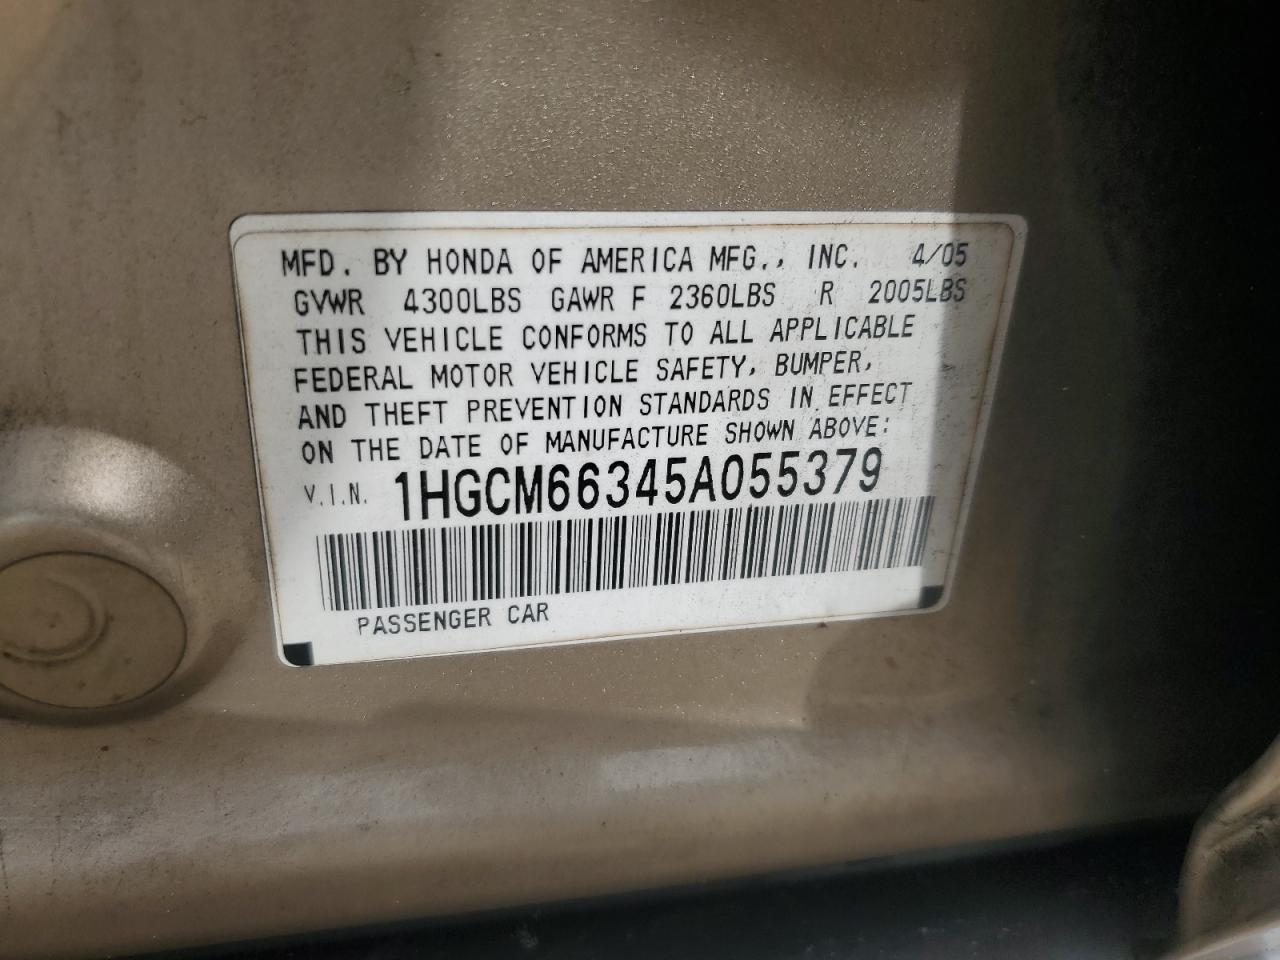 MFD. BY HONDA OF AMERICA MFG., INC. 4/05
GVWR 4300LBS GAWR F 2360LBS R 2005LBS
THIS VEHICLE CONFORMS TO ALL APPLICABLE
FEDERAL MOTOR VEHICLE SAFETY, BUMPER,
AND THEFT PREVENTION STANDARDS IN EFFECT
ON THE DATE OF MANUFACTURE SHOWN ABOVE:
V.I.N. 1HGCM66345A055379
PASSENGER CAR